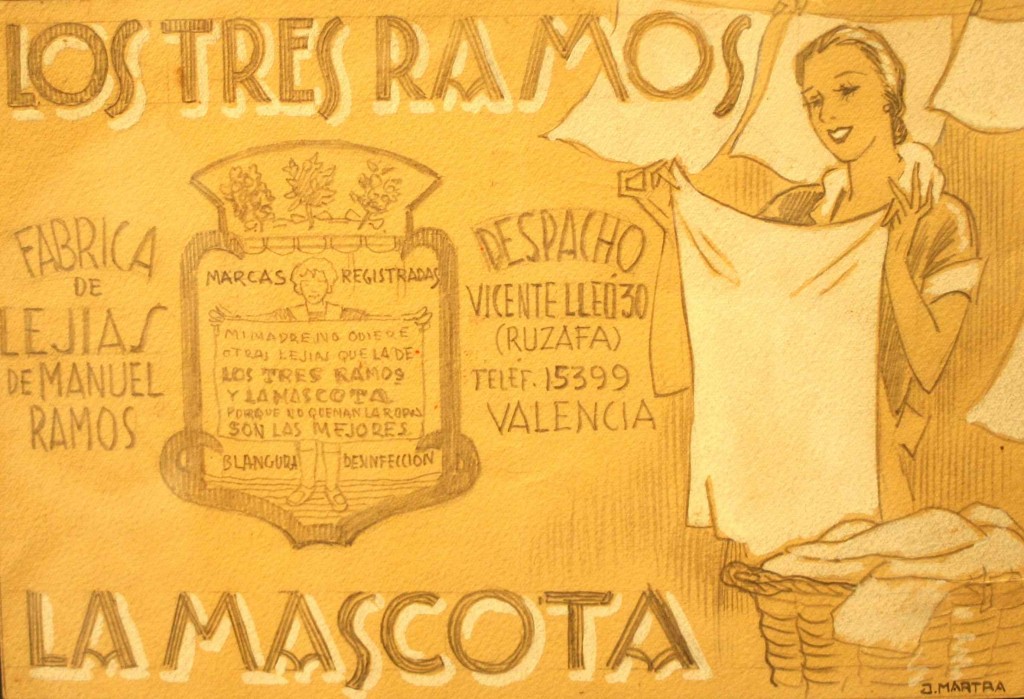 LOS TRES RAMOS
FABRICA
DE
LEJIAS
DE MANUEL
RAMOS
MARCAS REGISTRADAS
MI MADRE NO QUIERE
OTRAS LEJIAS QUE LA DE
LOS TRES RAMOS
Y LA MASCOTA
PORQUE NO QUEMAN LA ROPA
SON LAS MEJORES
BLANQURA DESINFECCION
DESPACHO
VICENTE LLEÓ 30
(RUZAFA)
TELEF. 15399
VALENCIA
LA MASCOTA
J. MARTRA